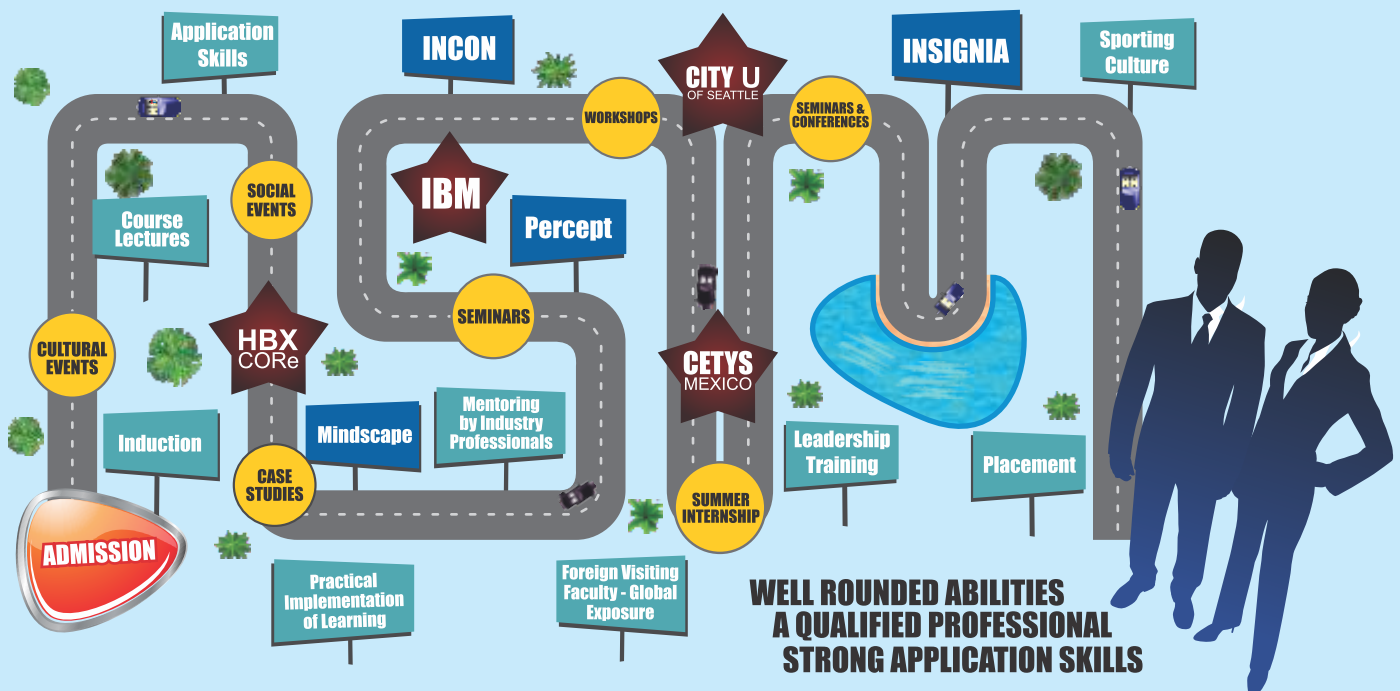 Application
Skills
INCON
CITY U
OF SEATTLE
INSIGNIA
Sporting
Culture
WORKSHOPS
SEMINARS &
CONFERENCES
SOCIAL
EVENTS
IBM
Course
Lectures
Percept
SEMINARS
CULTURAL
EVENTS
HBX
CORe
CETYS
MEXICO
Induction
Mindscape
Mentoring
by Industry
Professionals
Leadership
Training
Placement
CASE
STUDIES
SUMMER
INTERNSHIP
ADMISSION
Practical
Implementation
of Learning
Foreign Visiting
Faculty - Global
Exposure
WELL ROUNDED ABILITIES
A QUALIFIED PROFESSIONAL
STRONG APPLICATION SKILLS